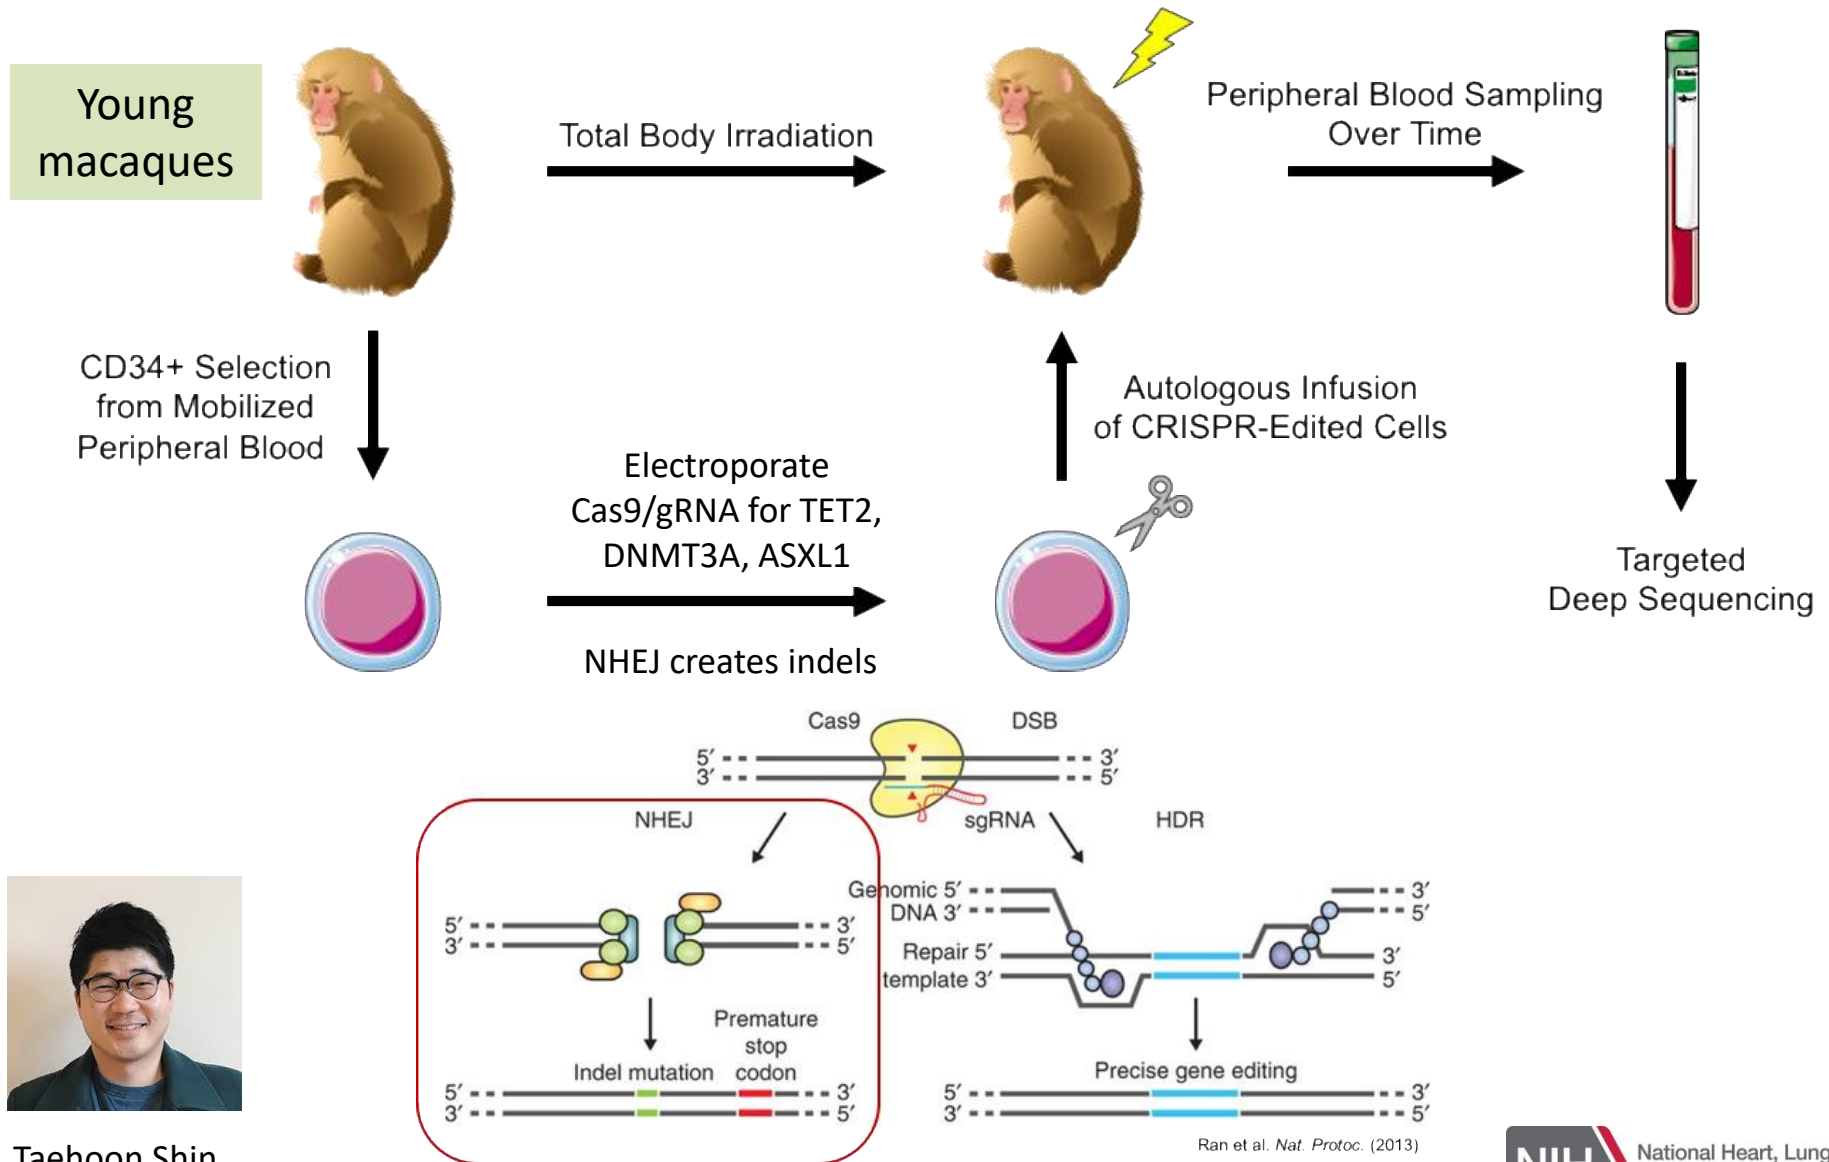 Young
macaques
Total Body Irradiation
Peripheral Blood Sampling
Over Time
CD34+ Selection
from Mobilized
Peripheral Blood
Electroporate
Cas9/gRNA for TET2,
DNMT3A, ASXL1
NHEJ creates indels
Autologous Infusion
of CRISPR-Edited Cells
Targeted
Deep Sequencing
Cas9
DSB
5′
3′
3′
5′
NHEJ
sgRNA
HDR
5′
3′
3′
5′
Genomic 5′
DNA 3′
3′
5′
Repair 5′
template 3′
3′
5′
Premature
stop
codon
Indel mutation
5′
3′
3′
5′
Precise gene editing
5′
3′
3′
5′
Ran et al. Nat. Protoc. (2013)
Taehoon Shin
NIH
National Heart, Lung